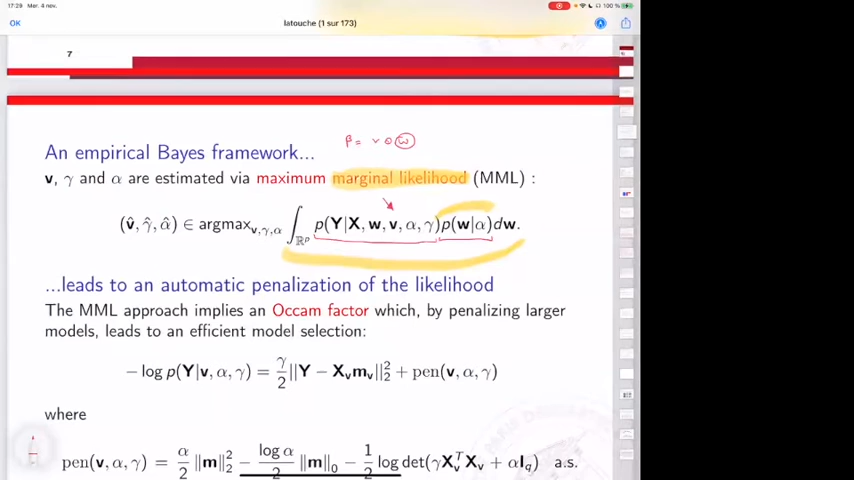 17:29 Mar. 4 nov.
100 %
OK
latouche (1 sur 173)
7
An empirical Bayes framework...
β = v ⊙ w
v, γ and α are estimated via maximum marginal likelihood (MML) :
(v̂, γ̂, α̂) ∈ argmax_{v,γ,α} ∫_{ℝ^p} p(Y|X, w, v, α, γ)p(w|α)dw.
...leads to an automatic penalization of the likelihood
The MML approach implies an Occam factor which, by penalizing larger
models, leads to an efficient model selection:
− log p(Y|v, α, γ) = γ/2 ||Y − X_v m_v||²₂ + pen(v, α, γ)
where
pen(v, α, γ) = α/2 ‖m‖²₂ − log α/2 ‖m‖₀ − 1/2 log det(γX_v^T X_v + αI_q) a.s.